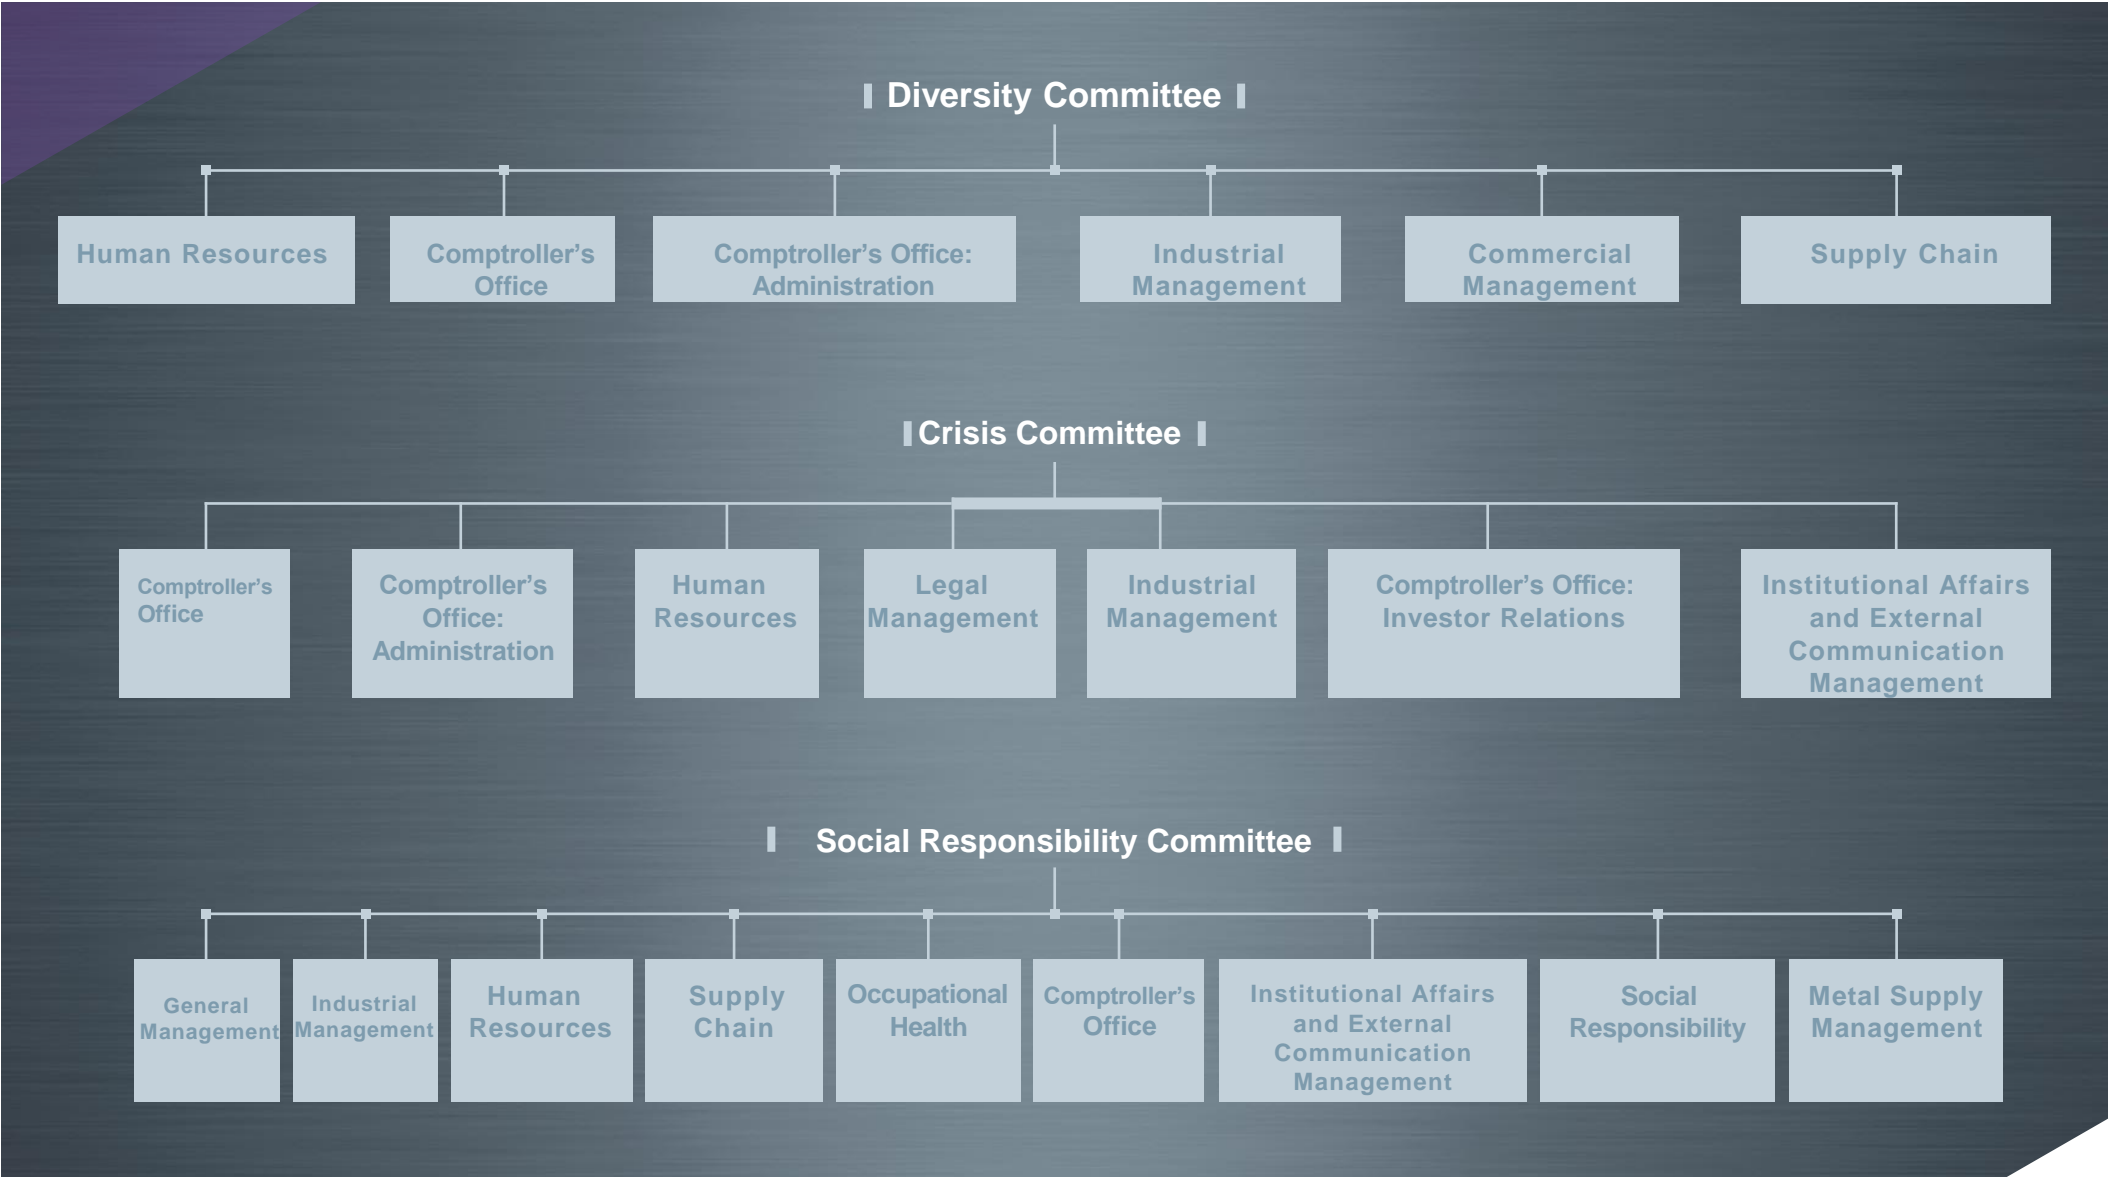 Diversity Committee
Human Resources
Comptroller’s
Office
Comptroller’s Office:
Administration
Industrial
Management
Commercial
Management
Supply Chain
Crisis Committee
Comptroller’s
Office
Comptroller’s
Office:
Administration
Human
Resources
Legal
Management
Industrial
Management
Comptroller’s Office:
Investor Relations
Institutional Affairs
and External
Communication
Management
Social Responsibility Committee
General
Management
Industrial
Management
Human
Resources
Supply
Chain
Occupational
Health
Comptroller’s
Office
Institutional Affairs
and External
Communication
Management
Social
Responsibility
Metal Supply
Management